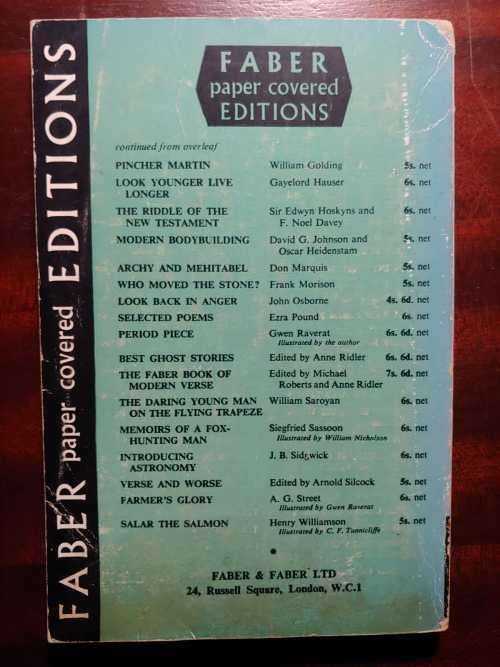 FABER paper covered EDITIONS
FABER
paper covered
EDITIONS
continued from overleaf
PINCHER MARTIN William Golding 5s. net
LOOK YOUNGER LIVE Gayelord Hauser 6s. net
LONGER
THE RIDDLE OF THE Sir Edwyn Hoskyns and 6s. net
NEW TESTAMENT F. Noel Davey
MODERN BODYBUILDING David G. Johnson and 5s. net
Oscar Heidenstam
ARCHY AND MEHITABEL Don Marquis 5s. net
WHO MOVED THE STONE? Frank Morison 5s. net
LOOK BACK IN ANGER John Osborne 4s. 6d. net
SELECTED POEMS Ezra Pound 6s. net
PERIOD PIECE Gwen Raverat 6s. 6d. net
Illustrated by the author
BEST GHOST STORIES Edited by Anne Ridler 6s. 6d. net
THE FABER BOOK OF Edited by Michael 7s. 6d. net
MODERN VERSE Roberts and Anne Ridler
THE DARING YOUNG MAN William Saroyan 6s. net
ON THE FLYING TRAPEZE
MEMOIRS OF A FOX- Siegfried Sassoon 6s. net
HUNTING MAN Illustrated by William Nicholson
INTRODUCING J. B. Sidgwick 6s. net
ASTRONOMY
VERSE AND WORSE Edited by Arnold Silcock 5s. net
FARMER'S GLORY A. G. Street 6s. net
Illustrated by Gwen Raverat
SALAR THE SALMON Henry Williamson 5s. net
Illustrated by C. F. Tunnicliffe
FABER & FABER LTD
24, Russell Square, London, W.C.1